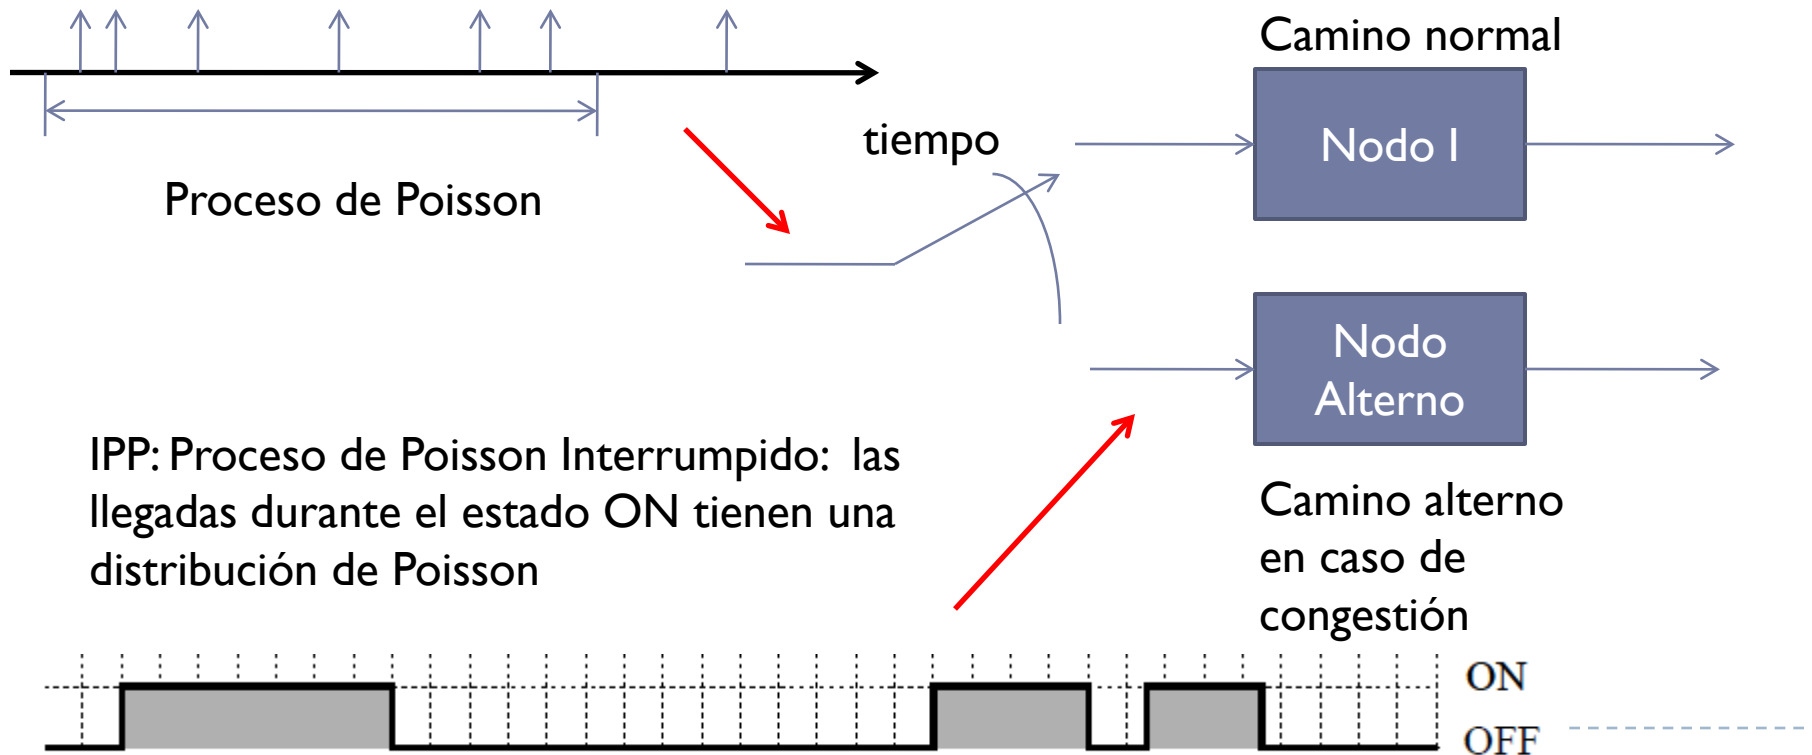 Camino normal
tiempo
Nodo 1
Proceso de Poisson
Nodo
Alterno
IPP: Proceso de Poisson Interrumpido: las
llegadas durante el estado ON tienen una
distribución de Poisson
Camino alterno
en caso de
congestión
ON
OFF